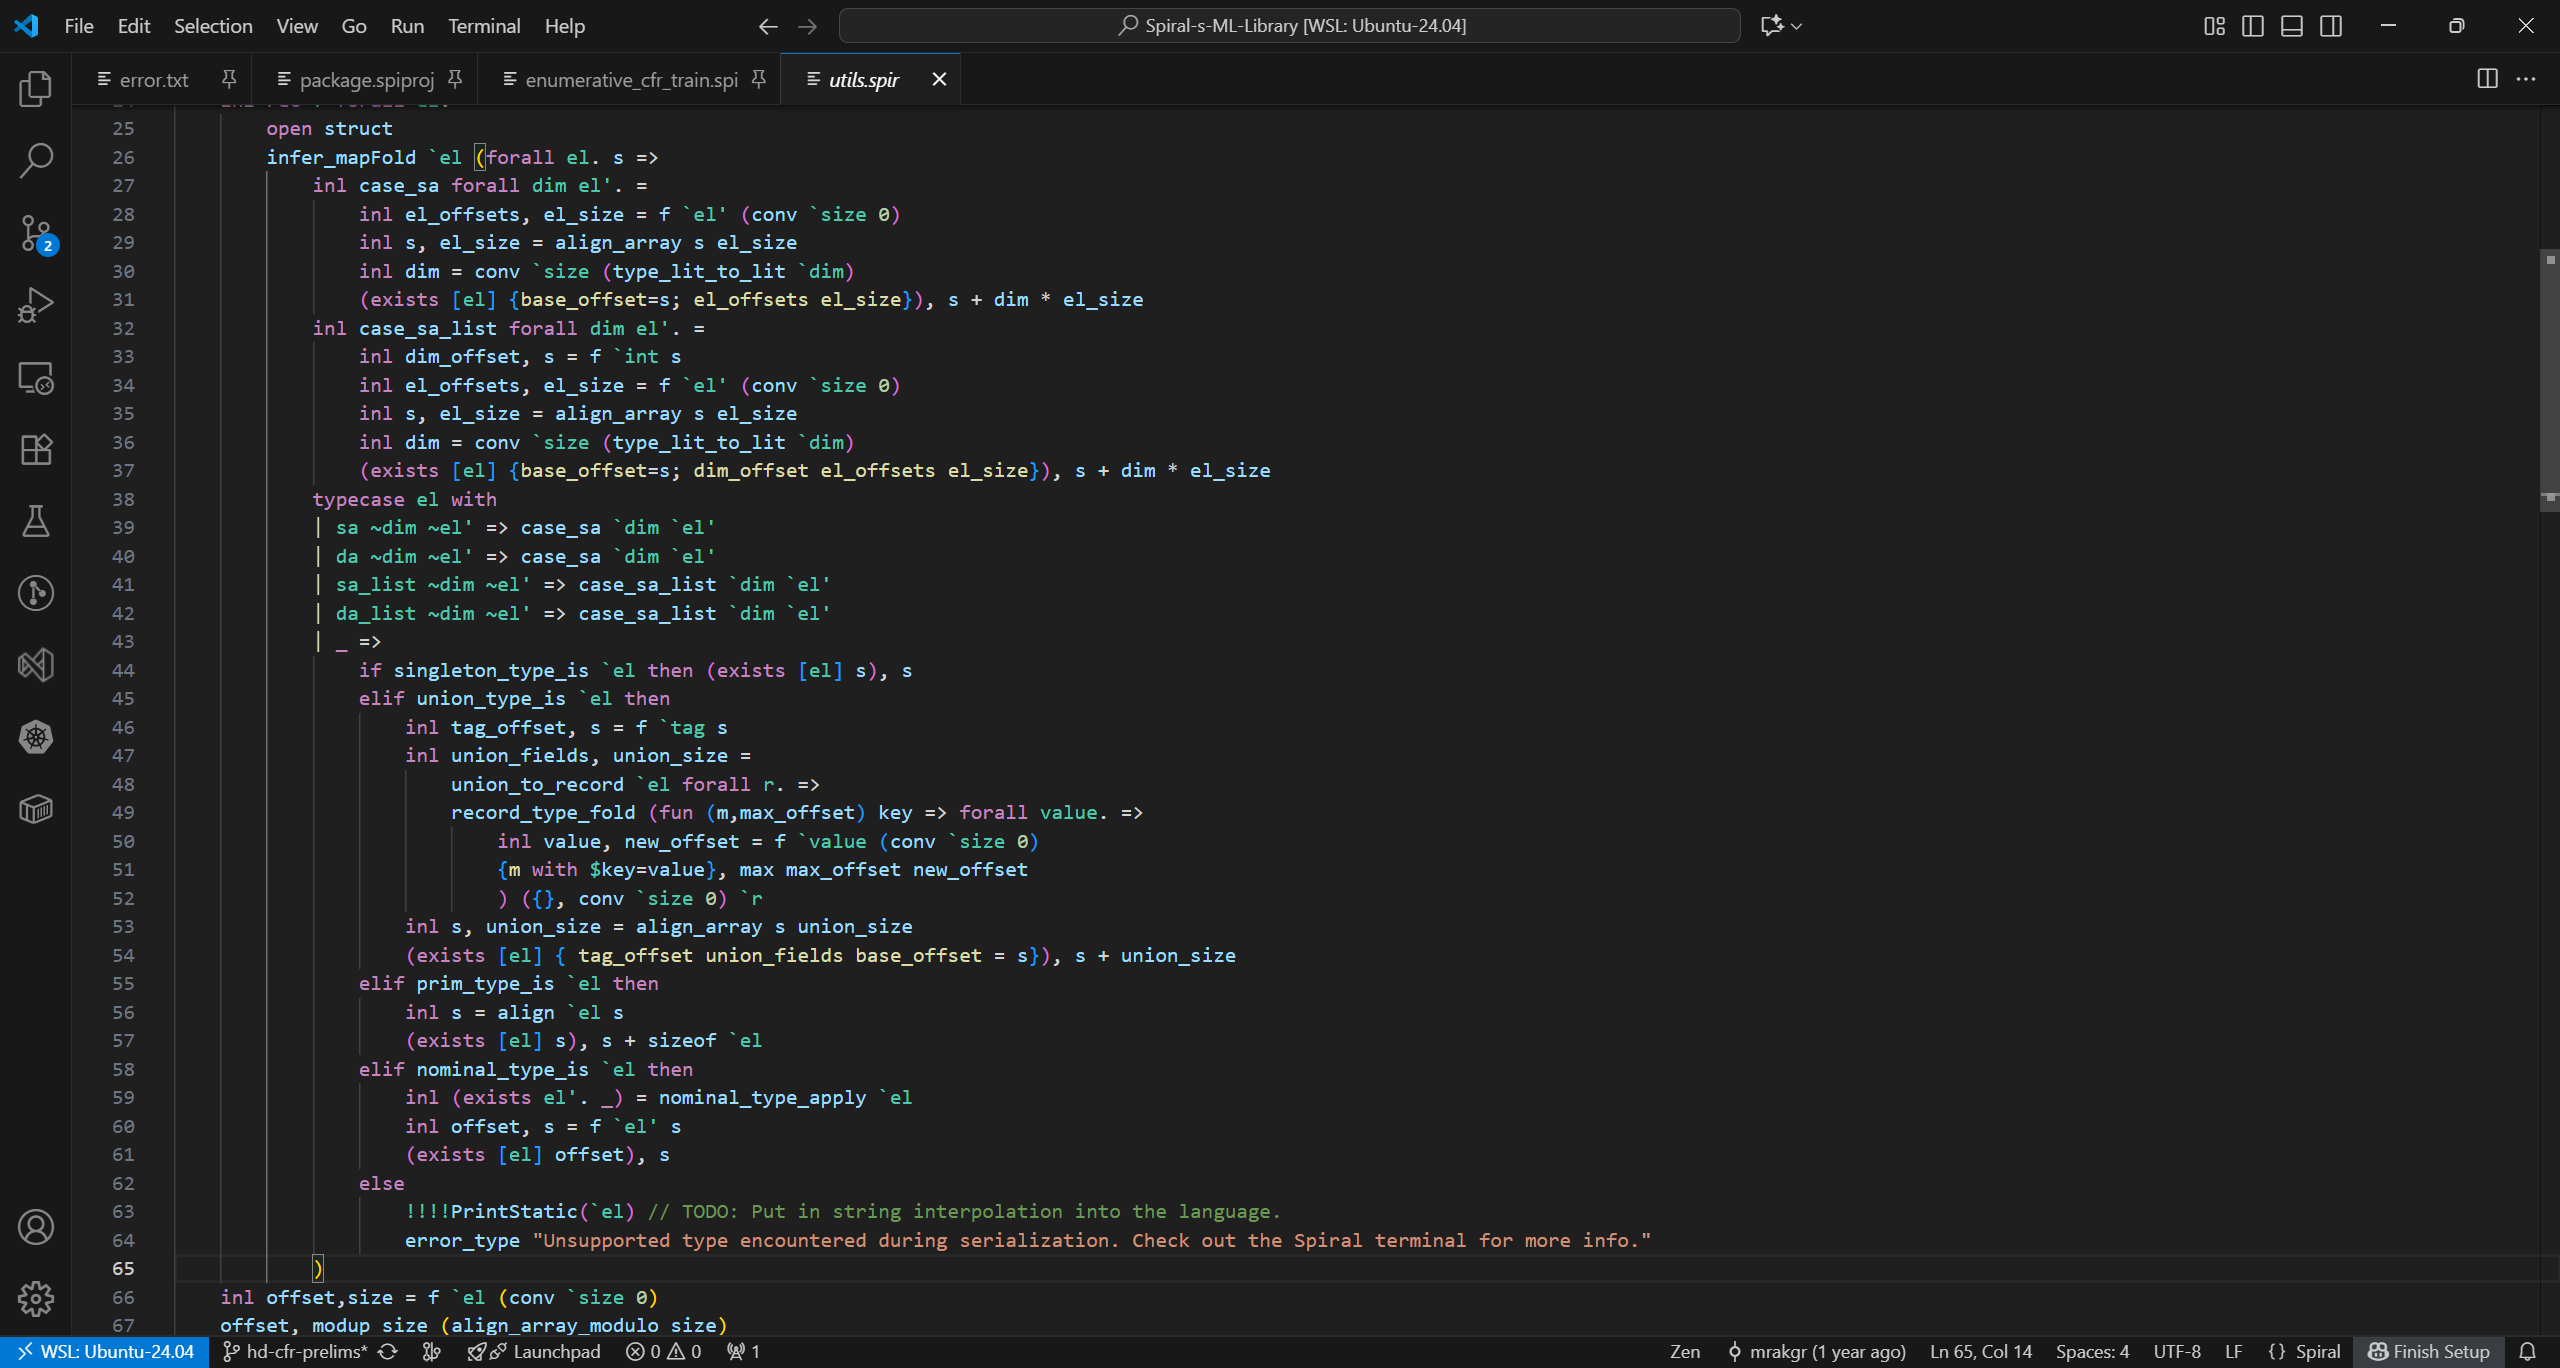 File Edit Selection View Go Run Terminal Help
Spiral-s-ML-Library [WSL: Ubuntu-24.04]
error.txt package.spiproj enumerative_cfr_train.spi utils.spir
25 open struct
26 infer_mapFold `el (forall el. s =>
27 inl case_sa forall dim el'. =
28 inl el_offsets, el_size = f `el' (conv `size 0)
29 inl s, el_size = align_array s el_size
30 inl dim = conv `size (type_lit_to_lit `dim)
31 (exists [el] {base_offset=s; el_offsets el_size}), s + dim * el_size
32 inl case_sa_list forall dim el'. =
33 inl dim_offset, s = f `int s
34 inl el_offsets, el_size = f `el' (conv `size 0)
35 inl s, el_size = align_array s el_size
36 inl dim = conv `size (type_lit_to_lit `dim)
37 (exists [el] {base_offset=s; dim_offset el_offsets el_size}), s + dim * el_size
38 typecase el with
39 | sa ~dim ~el' => case_sa `dim `el'
40 | da ~dim ~el' => case_sa `dim `el'
41 | sa_list ~dim ~el' => case_sa_list `dim `el'
42 | da_list ~dim ~el' => case_sa_list `dim `el'
43 | _ =>
44 if singleton_type_is `el then (exists [el] s), s
45 elif union_type_is `el then
46 inl tag_offset, s = f `tag s
47 inl union_fields, union_size =
48 union_to_record `el forall r. =>
49 record_type_fold (fun (m,max_offset) key => forall value. =>
50 inl value, new_offset = f `value (conv `size 0)
51 {m with $key=value}, max max_offset new_offset
52 ) ({}, conv `size 0) `r
53 inl s, union_size = align_array s union_size
54 (exists [el] { tag_offset union_fields base_offset = s}), s + union_size
55 elif prim_type_is `el then
56 inl s = align `el s
57 (exists [el] s), s + sizeof `el
58 elif nominal_type_is `el then
59 inl (exists el'. _) = nominal_type_apply `el
60 inl offset, s = f `el' s
61 (exists [el] offset), s
62 else
63 !!!!PrintStatic(`el) // TODO: Put in string interpolation into the language.
64 error_type "Unsupported type encountered during serialization. Check out the Spiral terminal for more info."
65 )
66 inl offset,size = f `el (conv `size 0)
67 offset, modup size (align_array_modulo size)
2
WSL: Ubuntu-24.04 hd-cfr-prelims* Launchpad 0 0 1 Zen mrakgr (1 year ago) Ln 65, Col 14 Spaces: 4 UTF-8 LF {} Spiral Finish Setup